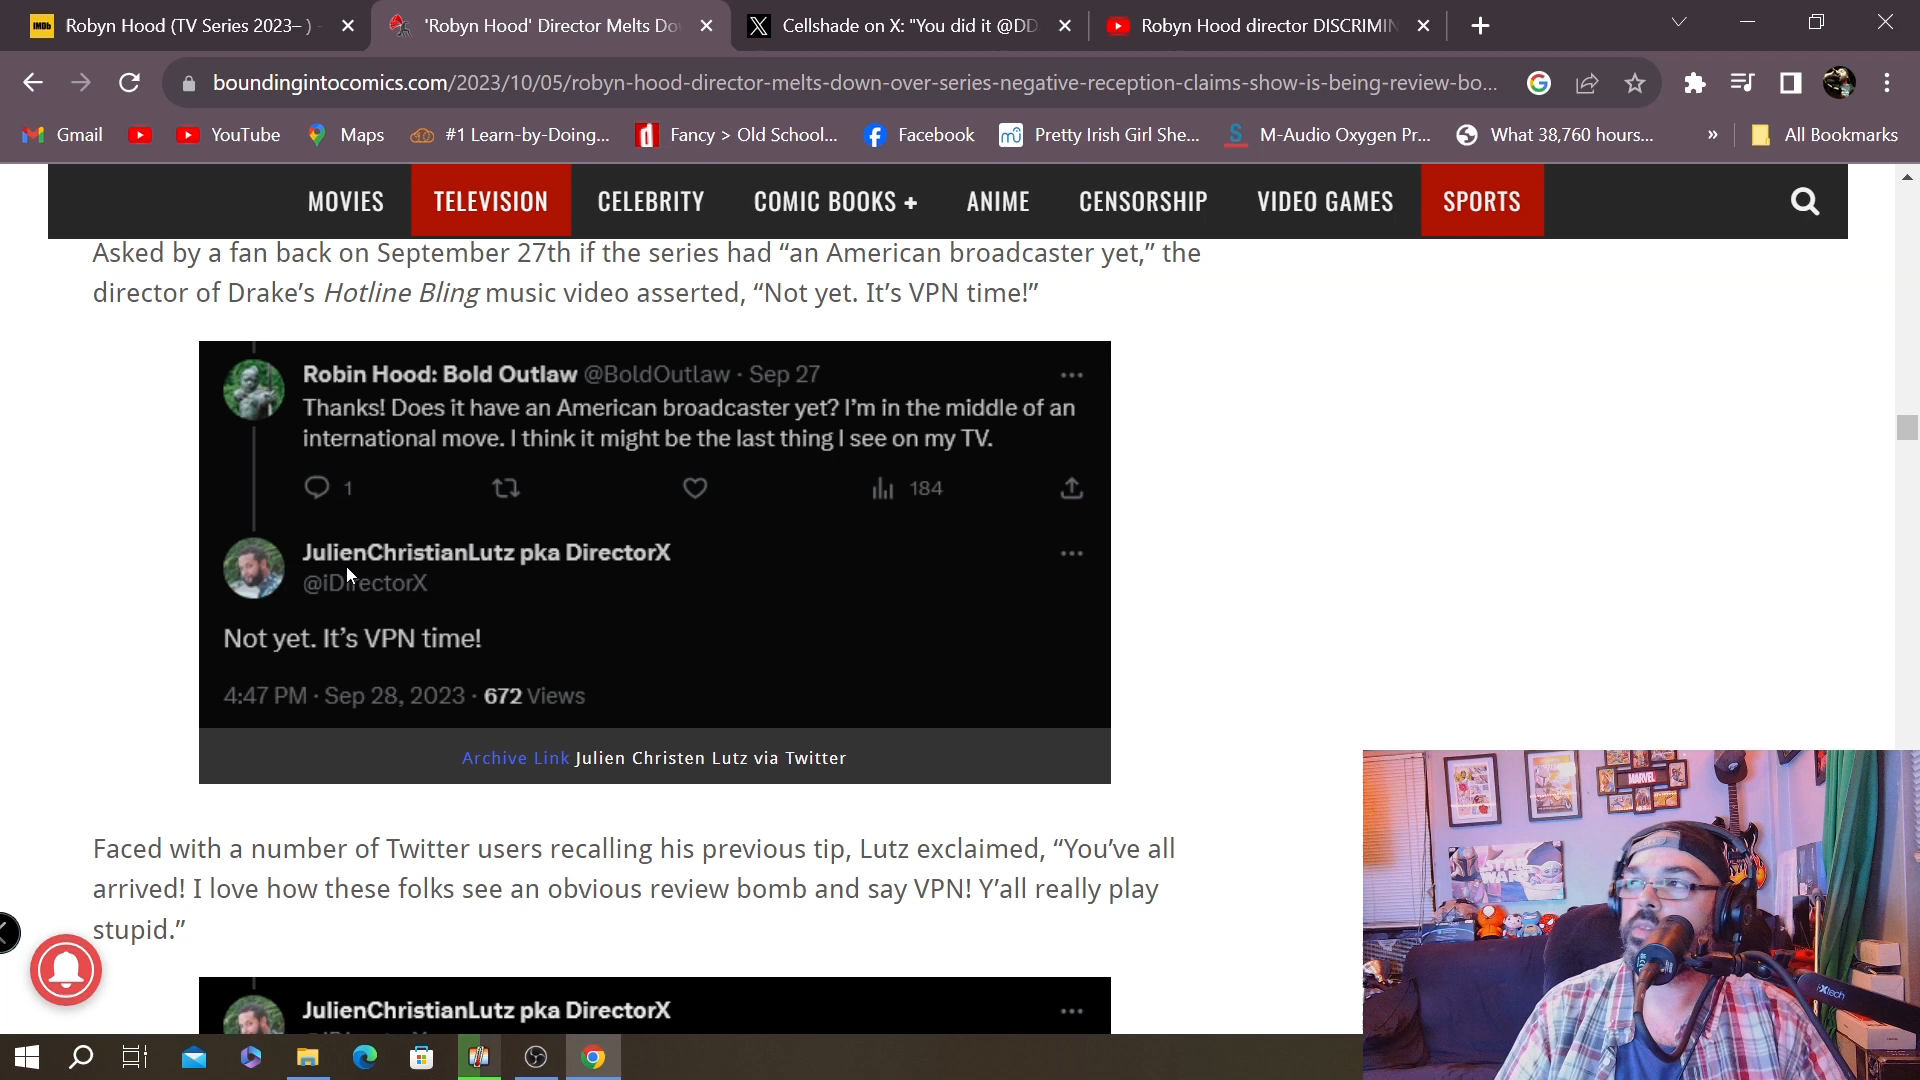 IMDb Robyn Hood (TV Series 2023– )
'Robyn Hood' Director Melts Do
Cellshade on X: "You did it @DD
Robyn Hood director DISCRIMIN
boundingintocomics.com/2023/10/05/robyn-hood-director-melts-down-over-series-negative-reception-claims-show-is-being-review-bo...
Gmail
YouTube
Maps
#1 Learn-by-Doing...
Fancy > Old School...
Facebook
Pretty Irish Girl She...
M-Audio Oxygen Pr...
What 38,760 hours...
»
All Bookmarks
MOVIES TELEVISION CELEBRITY COMIC BOOKS + ANIME CENSORSHIP VIDEO GAMES SPORTS
Asked by a fan back on September 27th if the series had “an American broadcaster yet,” the
director of Drake’s Hotline Bling music video asserted, “Not yet. It’s VPN time!”
Robin Hood: Bold Outlaw @BoldOutlaw · Sep 27
Thanks! Does it have an American broadcaster yet? I’m in the middle of an
international move. I think it might be the last thing I see on my TV.
1 184
JulienChristianLutz pka DirectorX
@iDirectorX
Not yet. It’s VPN time!
4:47 PM · Sep 28, 2023 · 672 Views
Archive Link Julien Christen Lutz via Twitter
Faced with a number of Twitter users recalling his previous tip, Lutz exclaimed, “You’ve all
arrived! I love how these folks see an obvious review bomb and say VPN! Y’all really play
stupid.”
JulienChristianLutz pka DirectorX
MARVEL
STAR
WARS